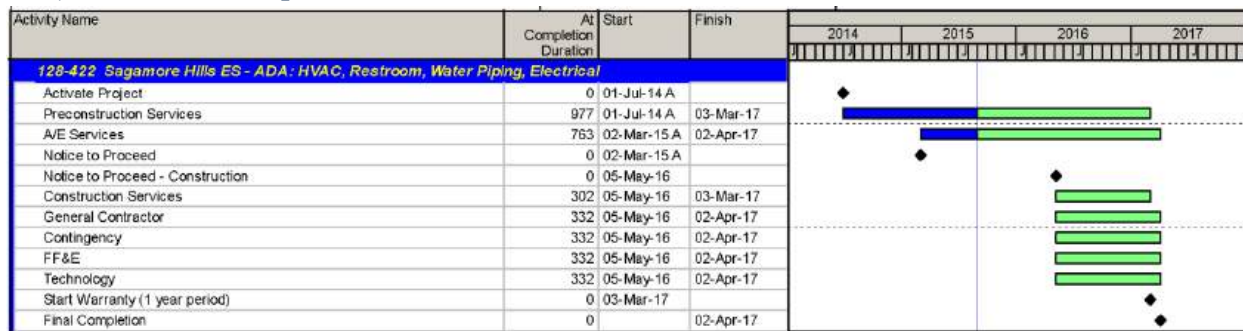 Activity Name At Completion Duration Start Finish
2014 2015 2016 2017
J J J J J J J J
128-422 Sagamore Hills ES - ADA: HVAC, Restroom, Water Piping, Electrical
Activate Project 0 01-Jul-14 A
Preconstruction Services 977 01-Jul-14 A 03-Mar-17
A/E Services 763 02-Mar-15 A 02-Apr-17
Notice to Proceed 0 02-Mar-15 A
Notice to Proceed - Construction 0 05-May-16
Construction Services 302 05-May-16 03-Mar-17
General Contractor 332 05-May-16 02-Apr-17
Contingency 332 05-May-16 02-Apr-17
FF&E 332 05-May-16 02-Apr-17
Technology 332 05-May-16 02-Apr-17
Start Warranty (1 year period) 0 03-Mar-17
Final Completion 0 02-Apr-17